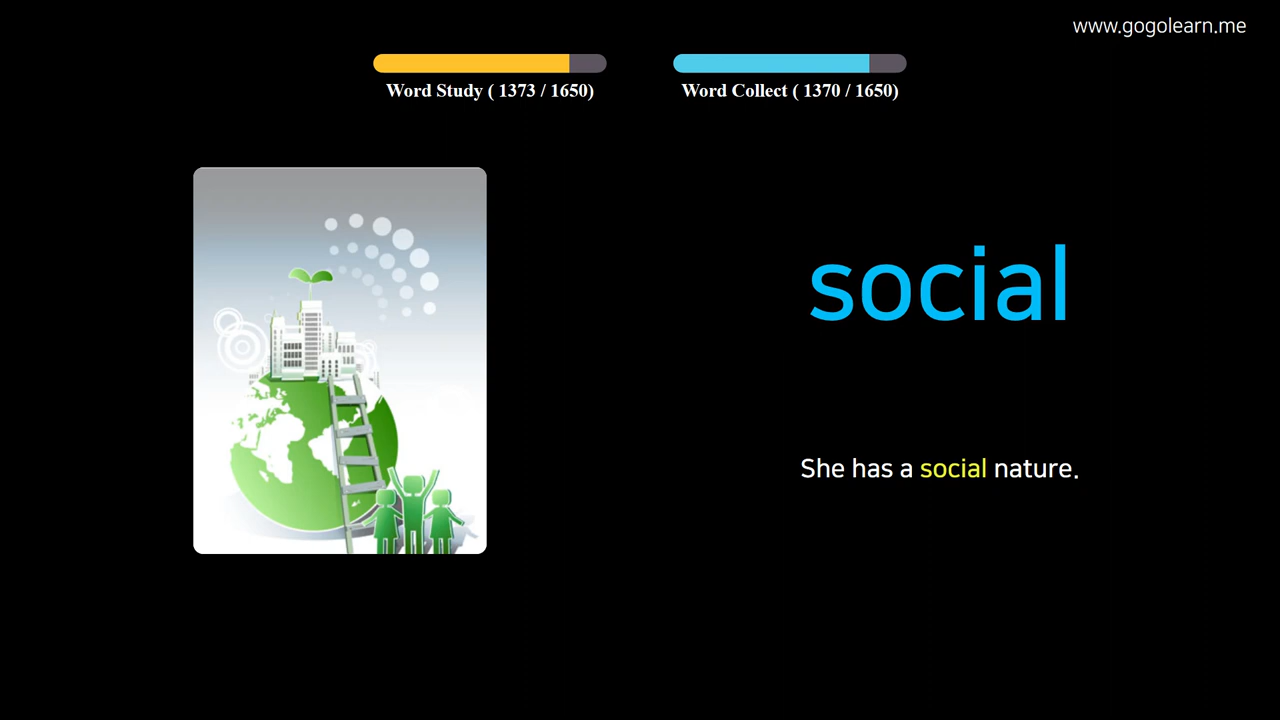 www.gogolearn.me
Word Study ( 1373 / 1650)
Word Collect ( 1370 / 1650)
social
She has a social nature.